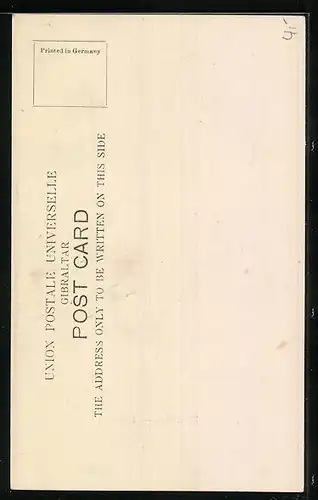 Printed in Germany
UNION POSTALE UNIVERSELLE
GIBRALTAR
POST CARD
THE ADDRESS ONLY TO BE WRITTEN ON THIS SIDE